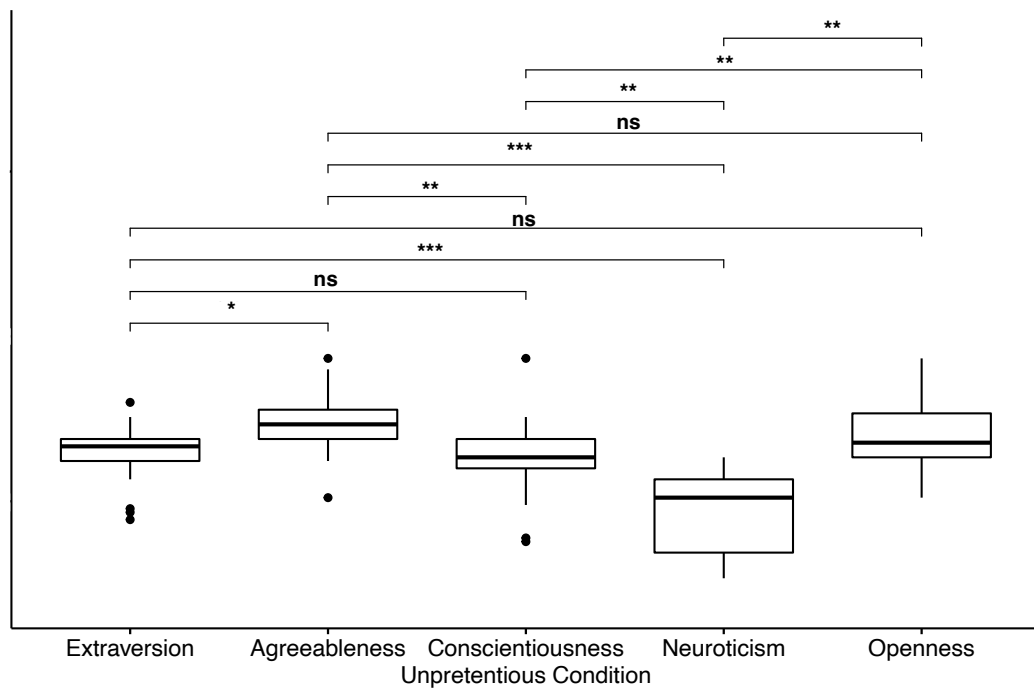 **
**
**
ns
***
**
ns
***
ns
*
Extraversion Agreeableness Conscientiousness Neuroticism Openness
Unpretentious Condition